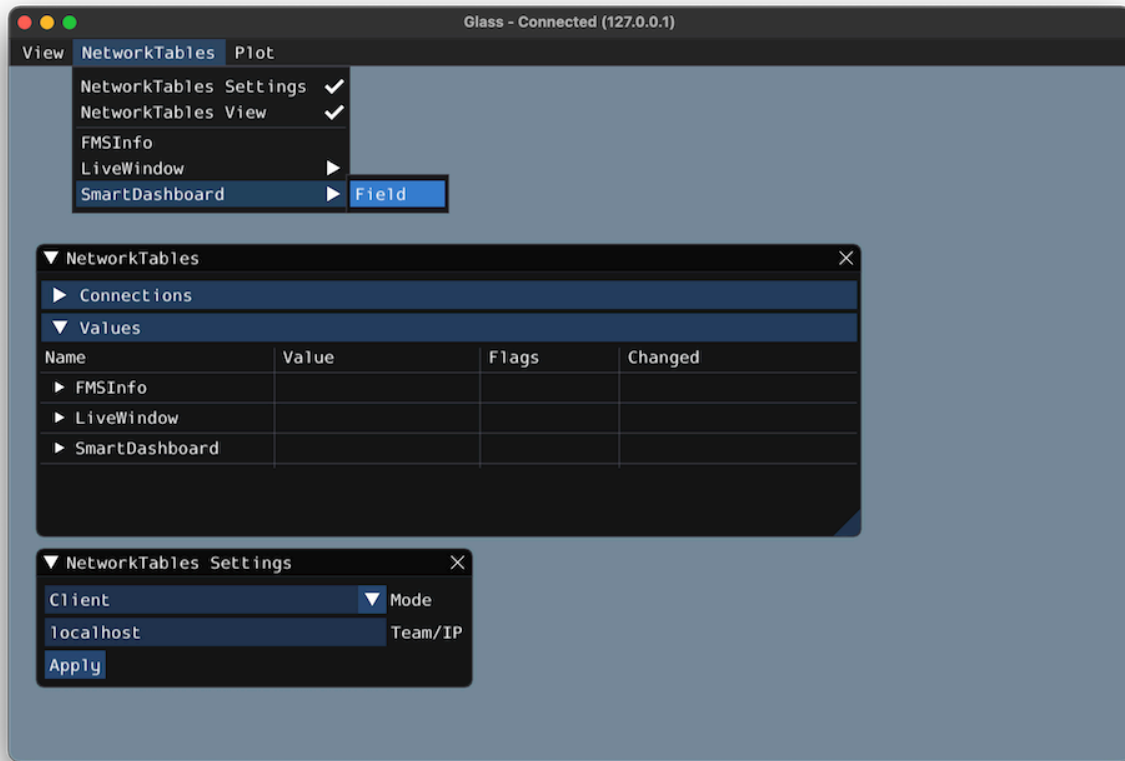 Glass - Connected (127.0.0.1)
View NetworkTables Plot
NetworkTables Settings
NetworkTables View
FMSInfo
LiveWindow
SmartDashboard Field
NetworkTables
Connections
Values
Name Value Flags Changed
FMSInfo
LiveWindow
SmartDashboard
NetworkTables Settings
Client Mode
localhost Team/IP
Apply